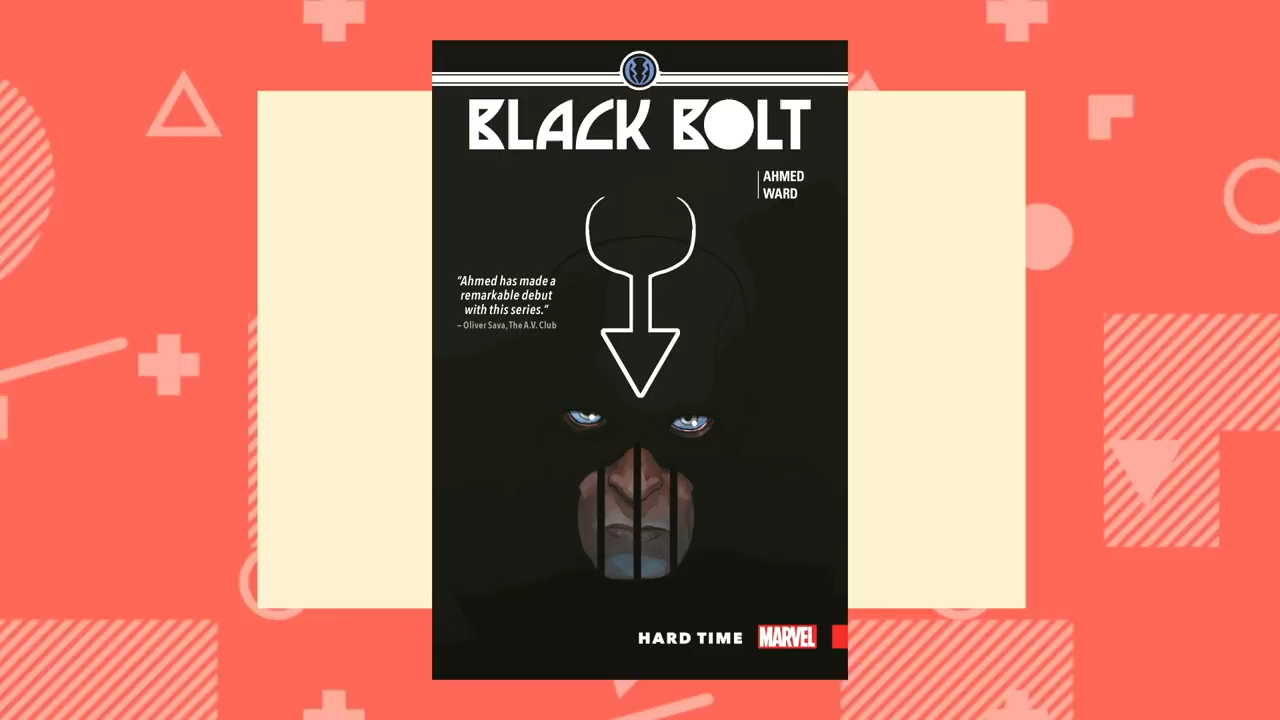 BLACK BOLT
AHMED
WARD
“Ahmed has made a
remarkable debut
with this series.”
– Oliver Sava, The A.V. Club
HARD TIME
MARVEL